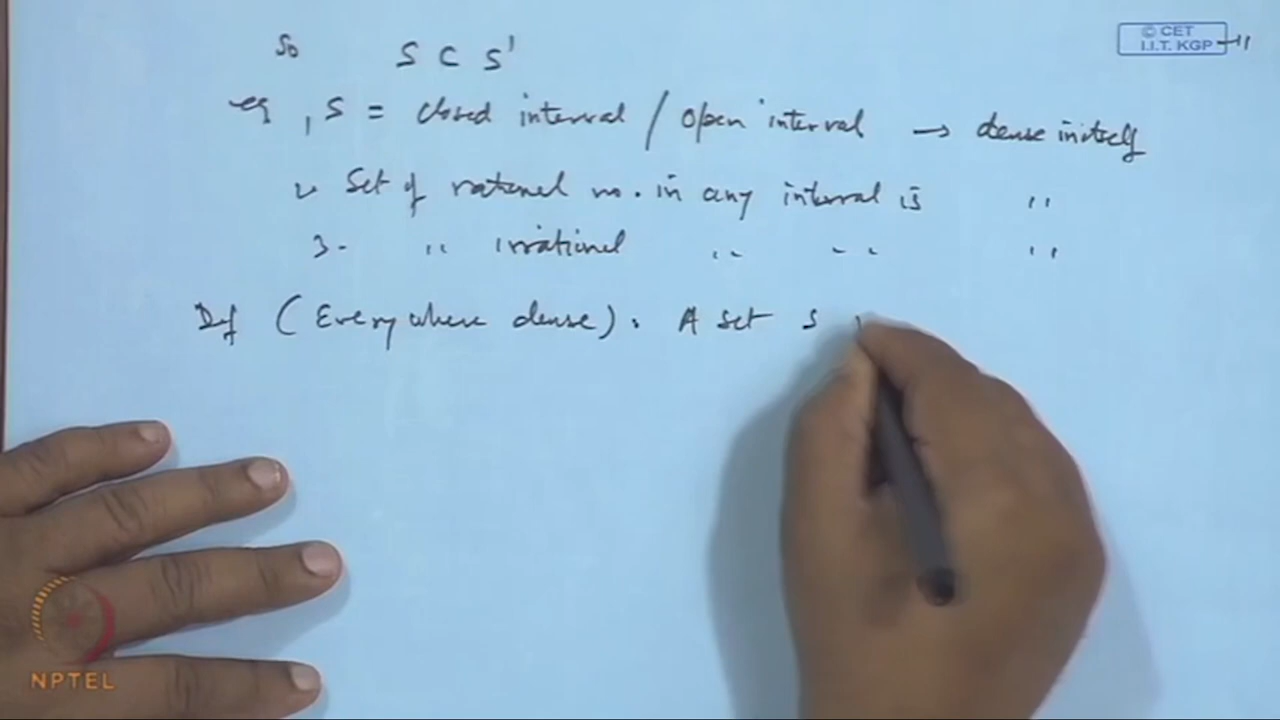 © CET
I.I.T. KGP
11
So S ⊂ S'
eg 1 S = closed interval / open interval → dense initself
2 Set of rational no. in any interval is ''
3. '' irrational '' '' ''
Def (Everywhere dense): A set S
NPTEL